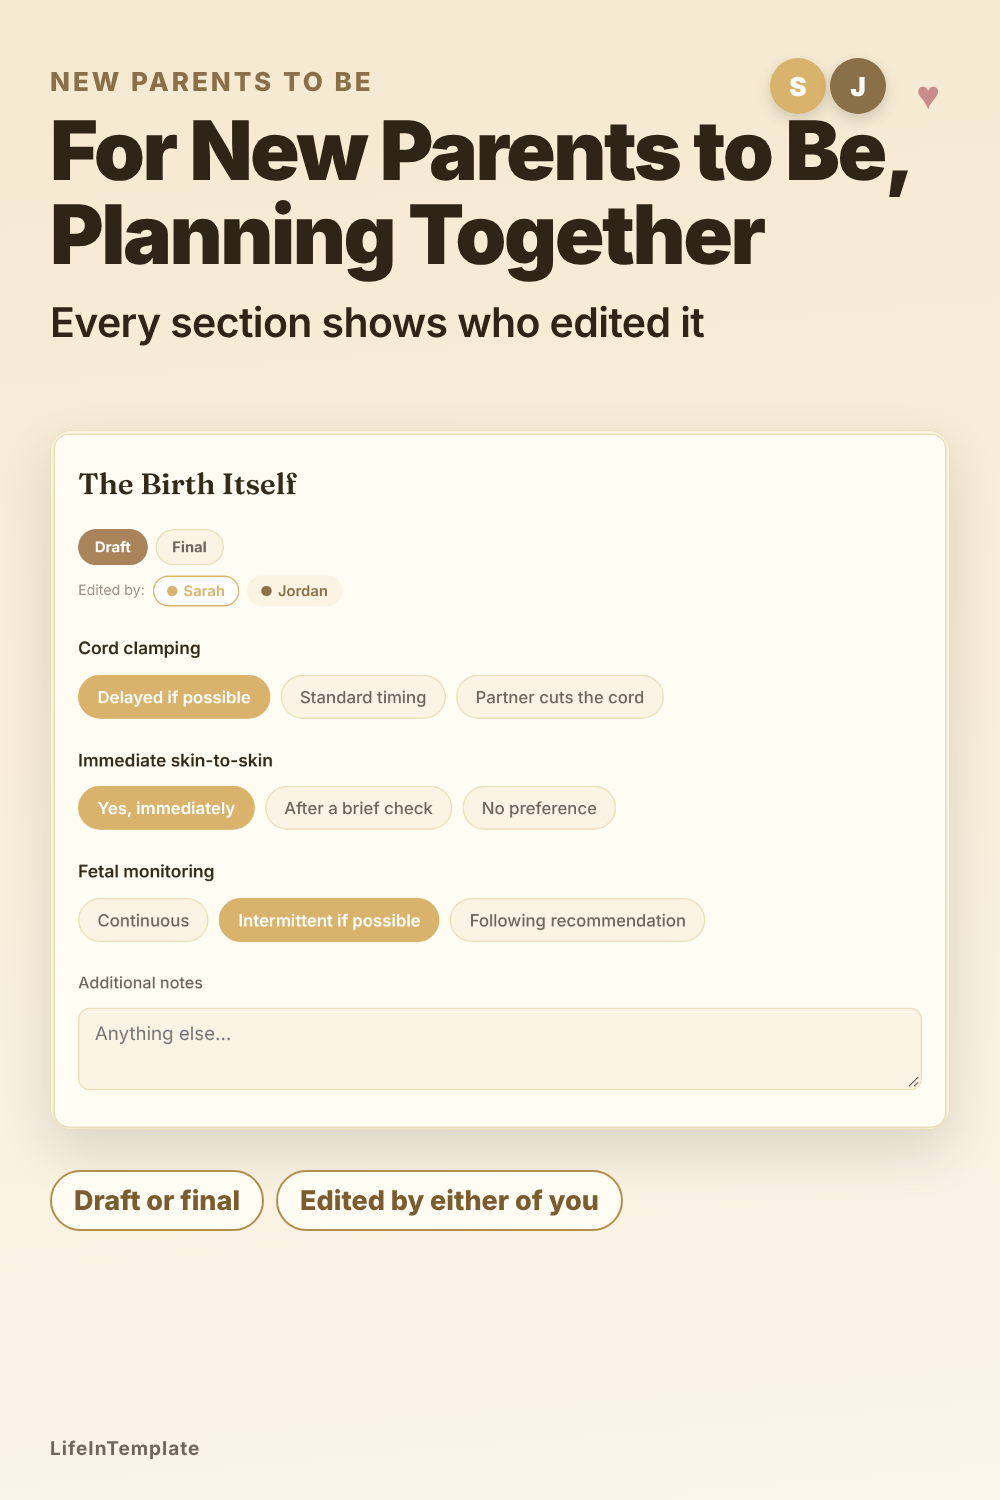 NEW PARENTS TO BE
S J
For New Parents to Be,
Planning Together
Every section shows who edited it
The Birth Itself
Draft Final
Edited by: Sarah Jordan
Cord clamping
Delayed if possible Standard timing Partner cuts the cord
Immediate skin-to-skin
Yes, immediately After a brief check No preference
Fetal monitoring
Continuous Intermittent if possible Following recommendation
Additional notes
Anything else...
Draft or final Edited by either of you
LifeInTemplate